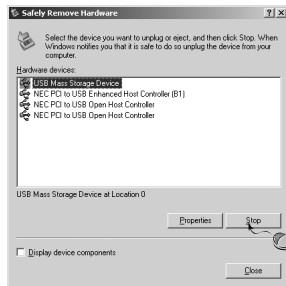 Safely Remove Hardware
Select the device you want to unplug or eject, and then click Stop. When
Windows notifies you that it is safe to do so unplug the device from your
computer.
Hardware devices:
USB Mass Storage Device
NEC PCI to USB Enhanced Host Controller (B1)
NEC PCI to USB Open Host Controller
NEC PCI to USB Open Host Controller
USB Mass Storage Device at Location 0
Properties
Stop
Display device components
Close